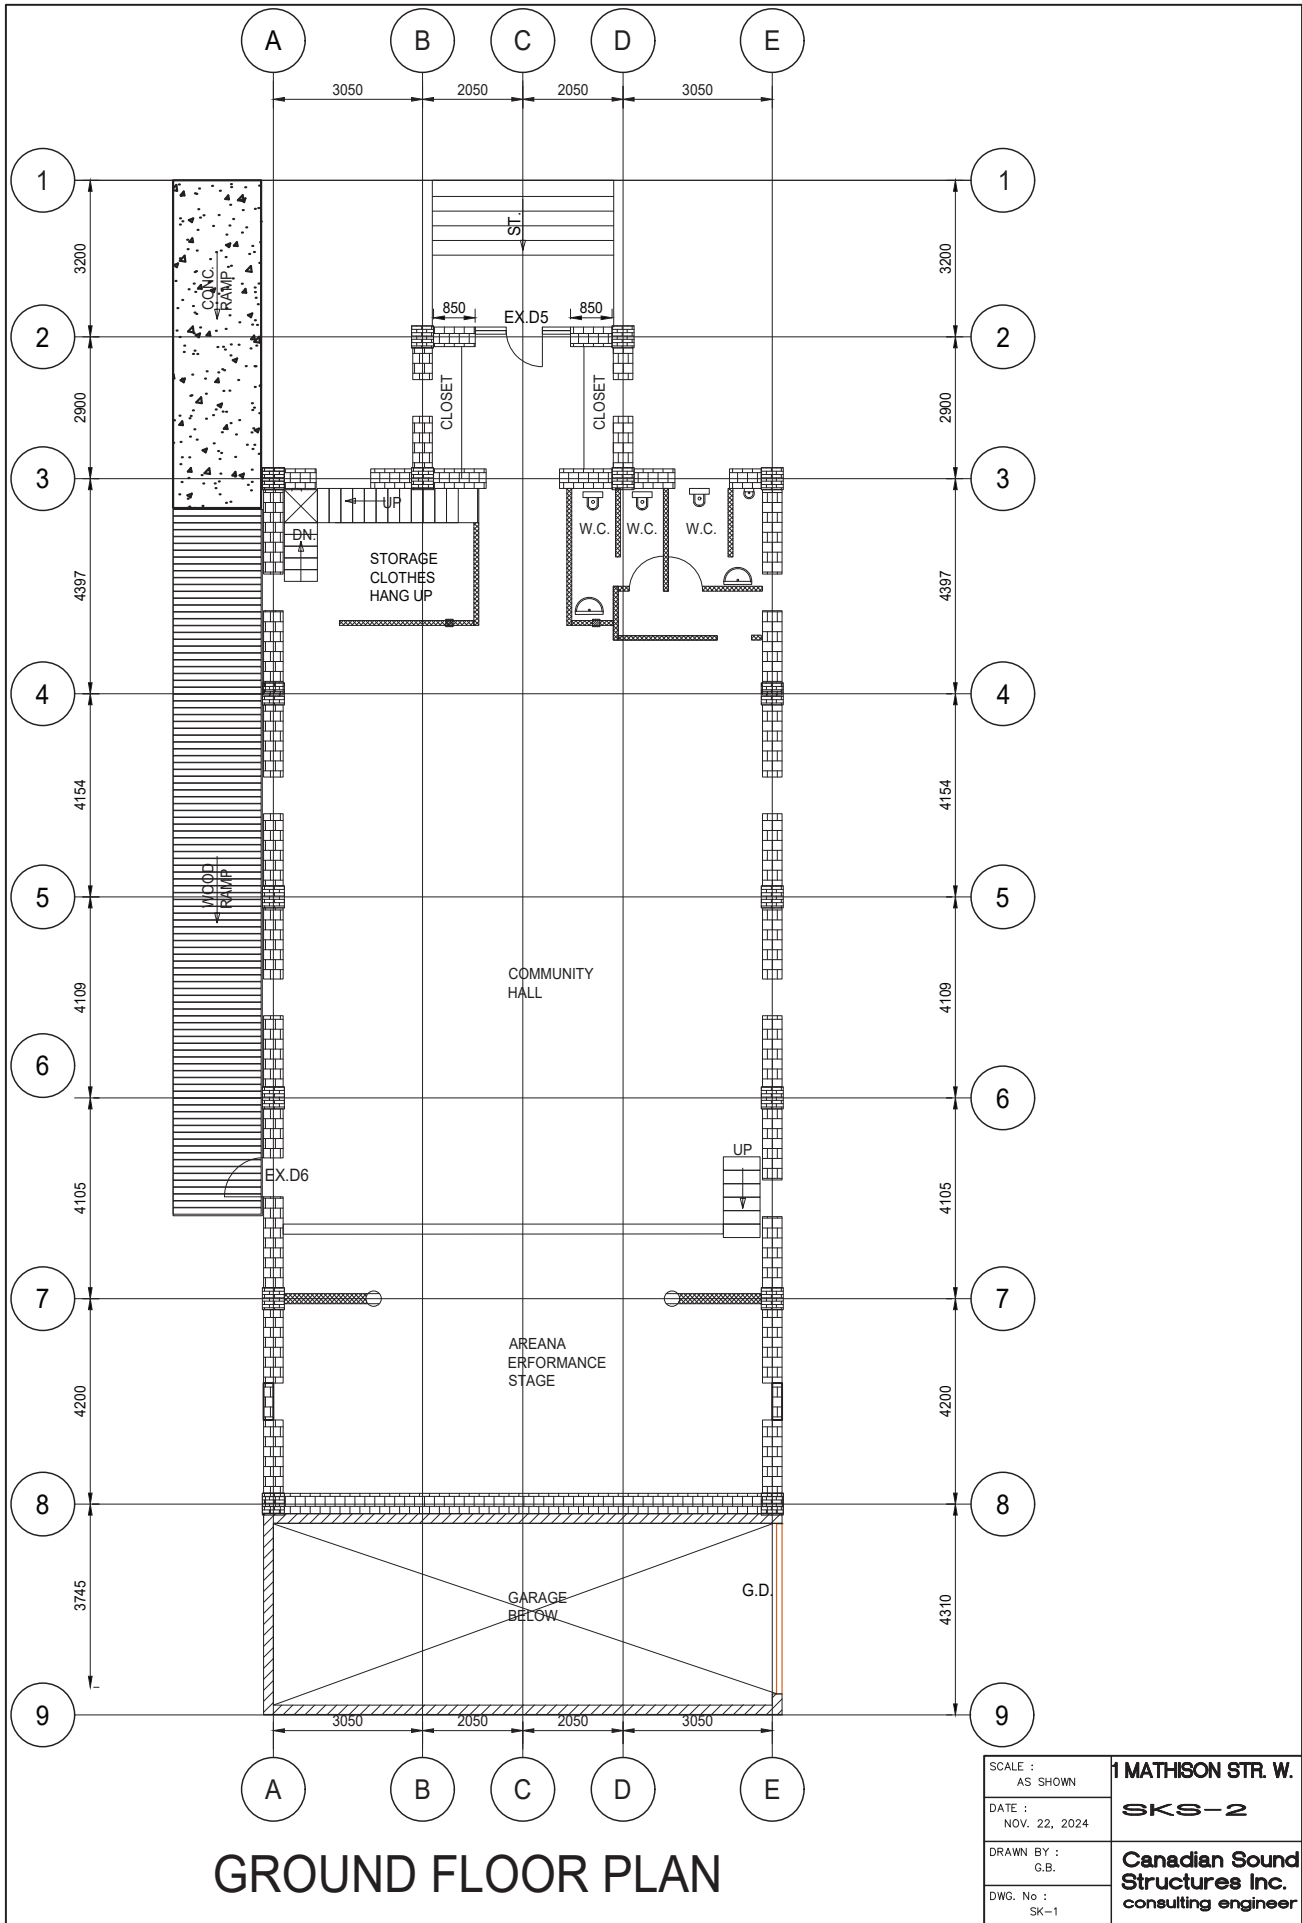 A B C D E
3050 2050 2050 3050
1 1
3200 3200
ST.
CONC.
RAMP
850 EX.D5 850
2 2
2900 2900
CLOSET CLOSET
3 3
UP
DN.
W.C. W.C. W.C.
STORAGE
CLOTHES
HANG UP
4397 4397
4 4
4154 4154
WOOD
RAMP
5 5
COMMUNITY
HALL
4109 4109
6 6
UP
EX.D6
4105 4105
7 7
AREANA
ERFORMANCE
STAGE
4200 4200
8 8
GARAGE
BELOW
G.D.
3745 4310
9 9
3050 2050 2050 3050
A B C D E
GROUND FLOOR PLAN
SCALE :
AS SHOWN
1 MATHISON STR. W.
DATE :
NOV. 22, 2024
SKS-2
DRAWN BY :
G.B.
Canadian Sound
Structures Inc.
consulting engineer
DWG. No :
SK-1